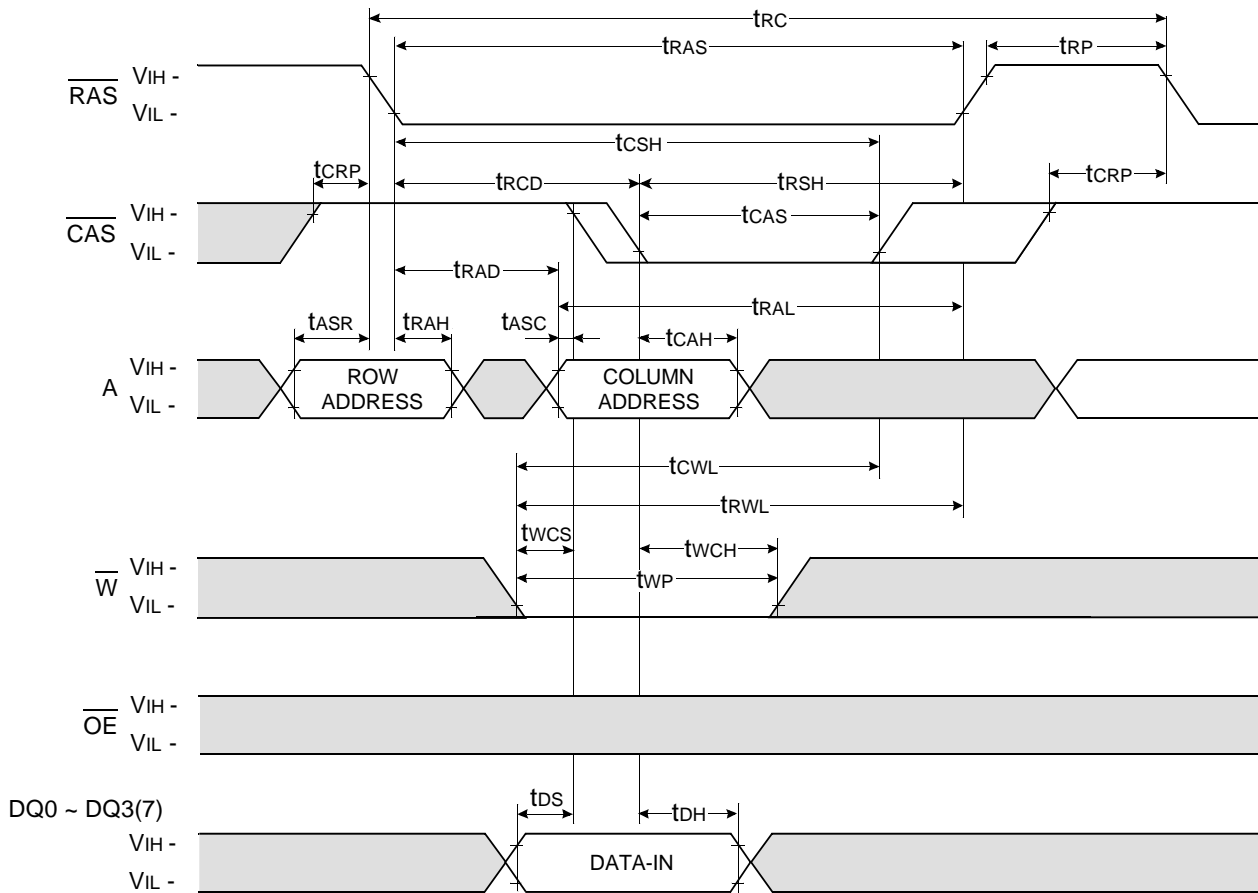 tRC
tRAS
tRP
RAS
VIH -
VIL -
tCSH
tCRP
tRCD
tRSH
tCRP
CAS
VIH -
VIL -
tCAS
tRAD
tRAL
tASR
tRAH
tASC
tCAH
A
VIH -
VIL -
ROW
ADDRESS
COLUMN
ADDRESS
tCWL
tRWL
tWCS
tWCH
W
VIH -
VIL -
tWP
OE
VIH -
VIL -
DQ0 ~ DQ3(7)
tDS
tDH
VIH -
VIL -
DATA-IN